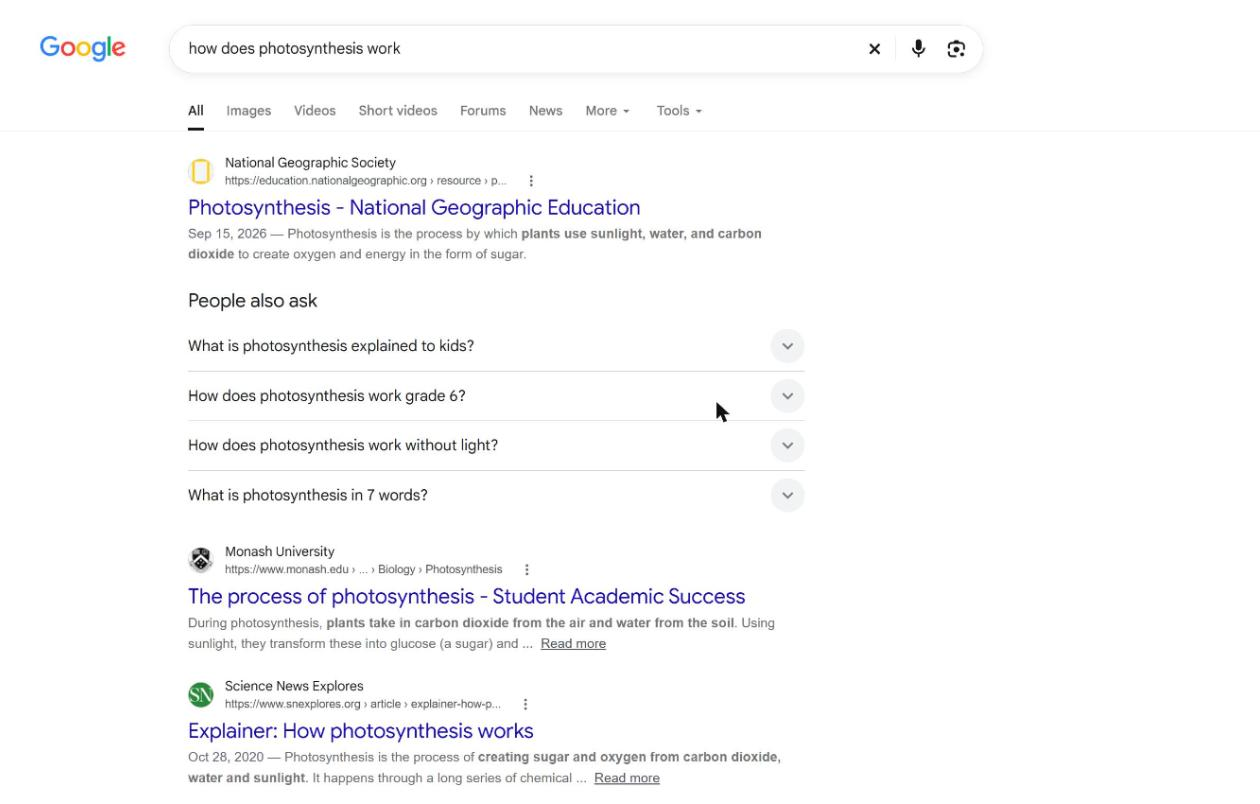 Google
how does photosynthesis work
All Images Videos Short videos Forums News More Tools
National Geographic Society
https://education.nationalgeographic.org › resource › p...
Photosynthesis - National Geographic Education
Sep 15, 2026 — Photosynthesis is the process by which plants use sunlight, water, and carbon
dioxide to create oxygen and energy in the form of sugar.
People also ask
What is photosynthesis explained to kids?
How does photosynthesis work grade 6?
How does photosynthesis work without light?
What is photosynthesis in 7 words?
Monash University
https://www.monash.edu › ... › Biology › Photosynthesis
The process of photosynthesis - Student Academic Success
During photosynthesis, plants take in carbon dioxide from the air and water from the soil. Using
sunlight, they transform these into glucose (a sugar) and ... Read more
SN
Science News Explores
https://www.snexplores.org › article › explainer-how-p...
Explainer: How photosynthesis works
Oct 28, 2020 — Photosynthesis is the process of creating sugar and oxygen from carbon dioxide,
water and sunlight. It happens through a long series of chemical ... Read more